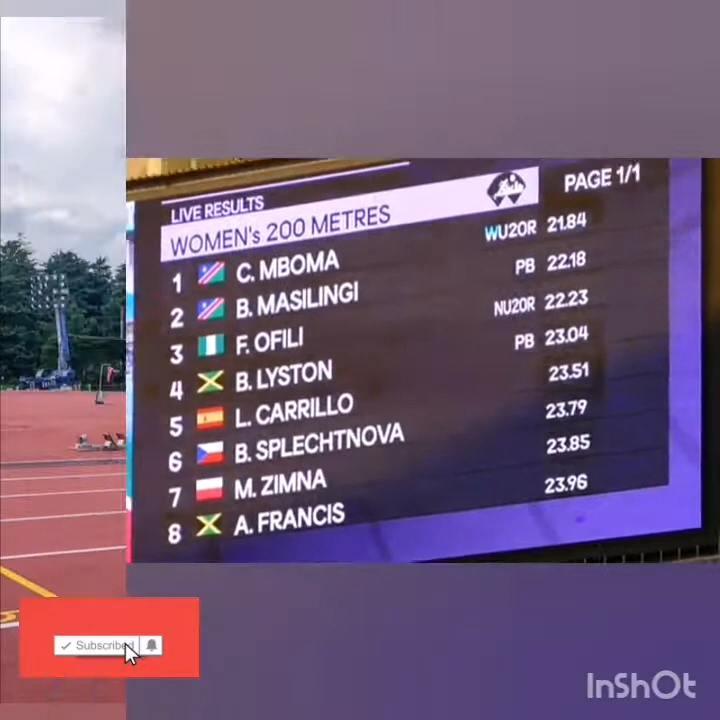 LIVE RESULTS
WOMEN's 200 METRES PAGE 1/1
1 C. MBOMA WU20R 21.84
2 B. MASILINGI PB 22.18
3 F. OFILI NU20R 22.23
4 B. LYSTON PB 23.04
5 L. CARRILLO 23.51
6 B. SPLECHTNOVA 23.79
7 M. ZIMNA 23.85
8 A. FRANCIS 23.96
Subscribed
InShOt